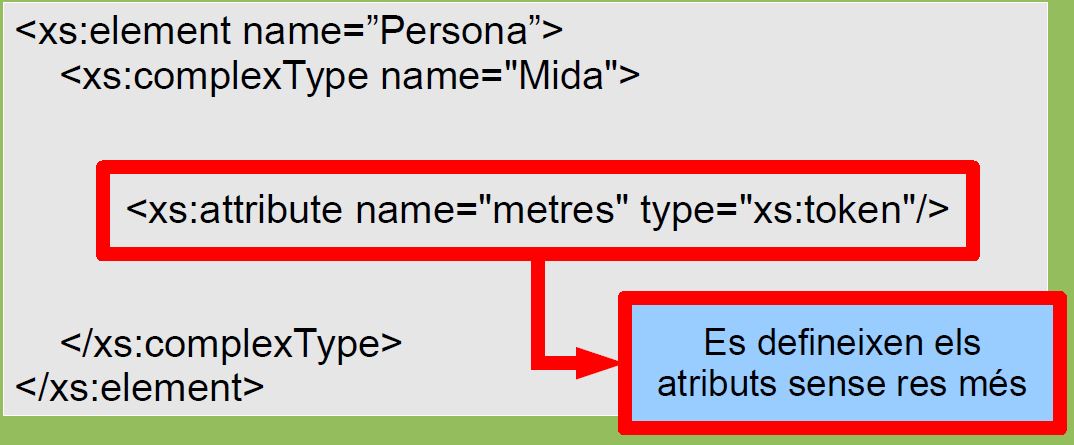 <xs:element name=”Persona”>
<xs:complexType name="Mida">
<xs:attribute name="metres" type="xs:token"/>
</xs:complexType>
</xs:element>
Es defineixen els
atributs sense res més